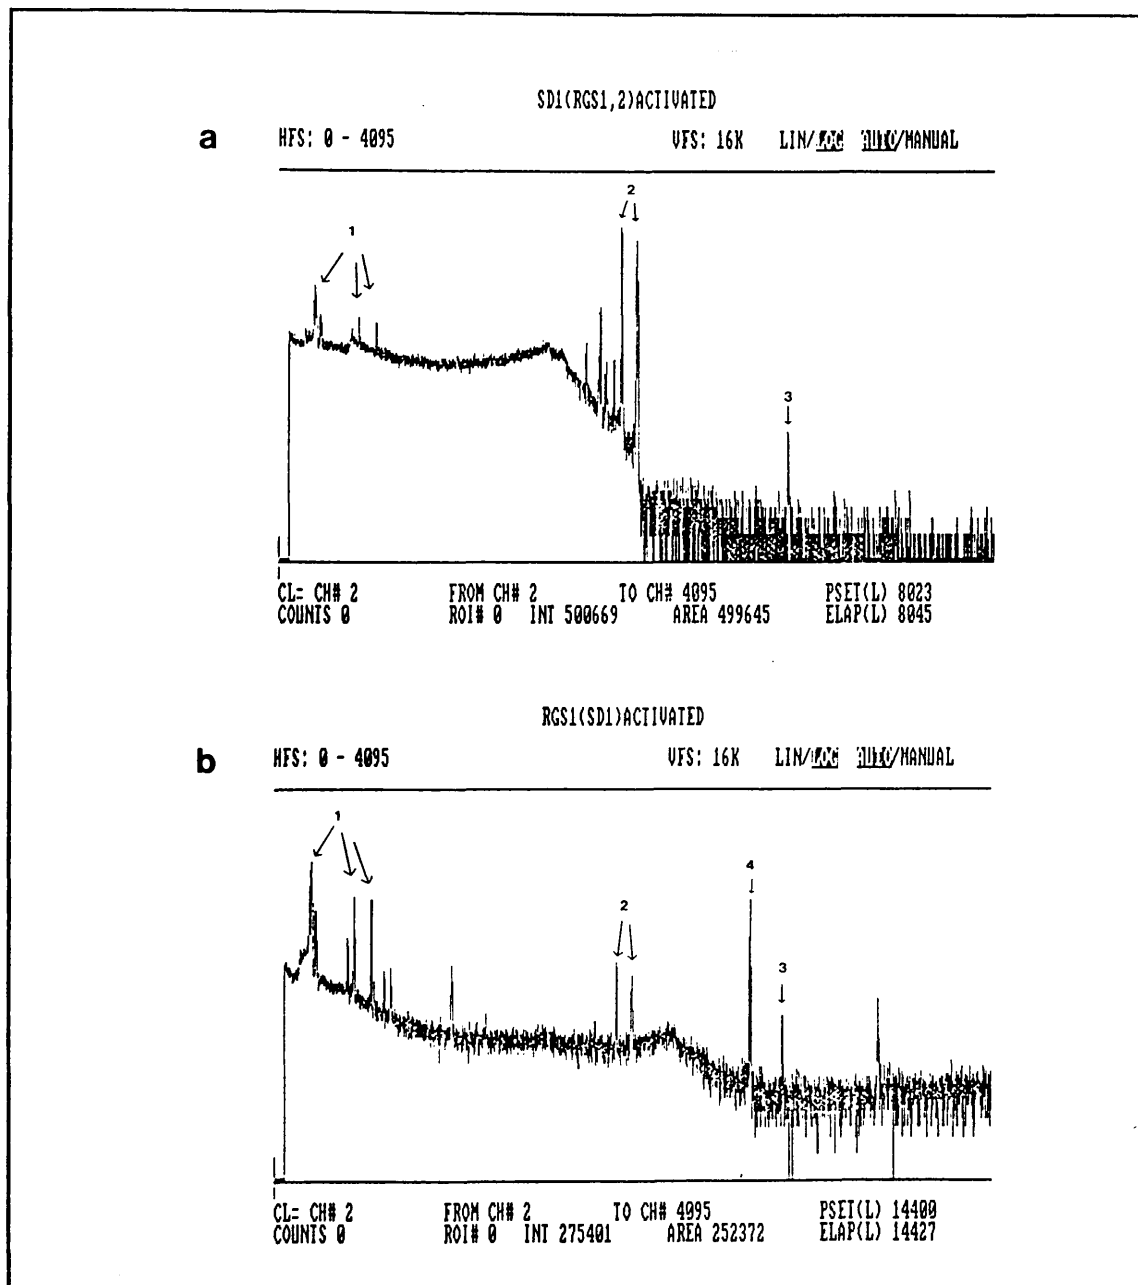 SD1(RGS1,2)ACTIVATED
a
HFS: 0 - 4095 VFS: 16K LIN/LOG AUTO/MANUAL
2
1
3
CL= CH# 2 FROM CH# 2 TO CH# 4095 PSET(L) 8023
COUNTS 0 ROI# 0 INT 500669 AREA 499645 ELAP(L) 8045
RGS1(SD1)ACTIVATED
b
HFS: 0 - 4095 VFS: 16K LIN/LOG AUTO/MANUAL
1
4
2
3
CL= CH# 2 FROM CH# 2 TO CH# 4095 PSET(L) 14400
COUNTS 0 ROI# 0 INT 275401 AREA 252372 ELAP(L) 14427